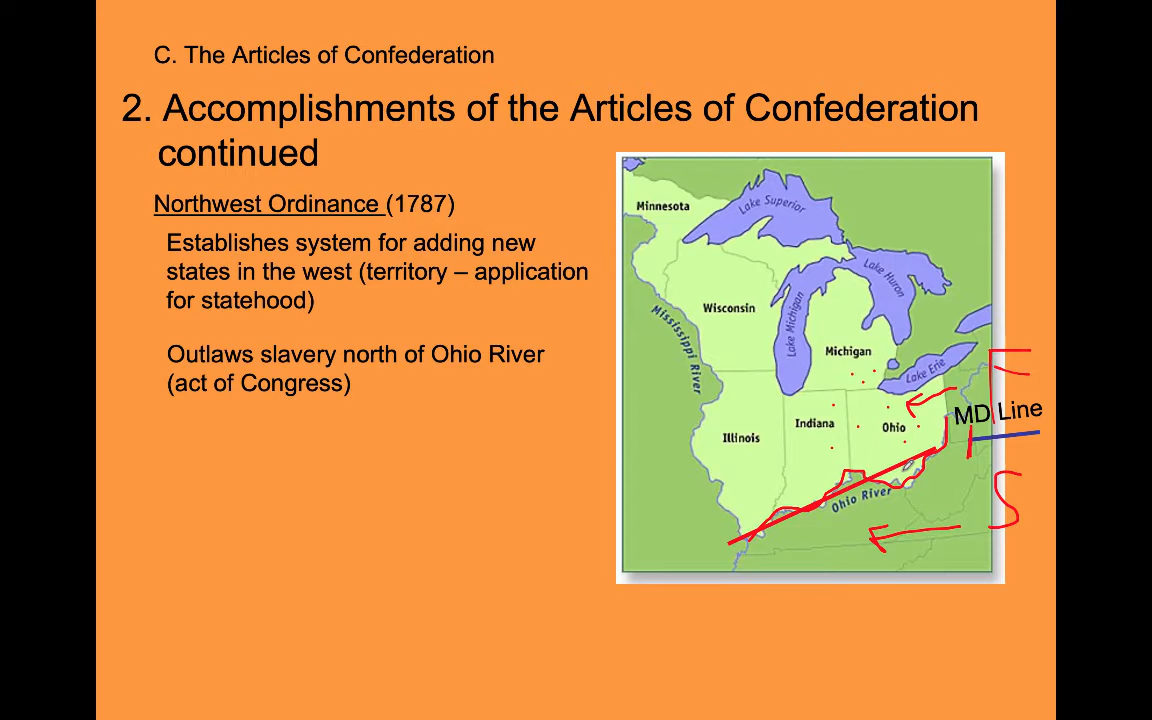 C. The Articles of Confederation
2. Accomplishments of the Articles of Confederation
continued
Northwest Ordinance (1787)
Establishes system for adding new
states in the west (territory – application
for statehood)
Outlaws slavery north of Ohio River
(act of Congress)
Minnesota
Lake Superior
Lake Huron
Wisconsin
Lake Michigan
Mississippi River
Michigan
Lake Erie
F
MD Line
Indiana
Ohio
Illinois
Ohio River
S